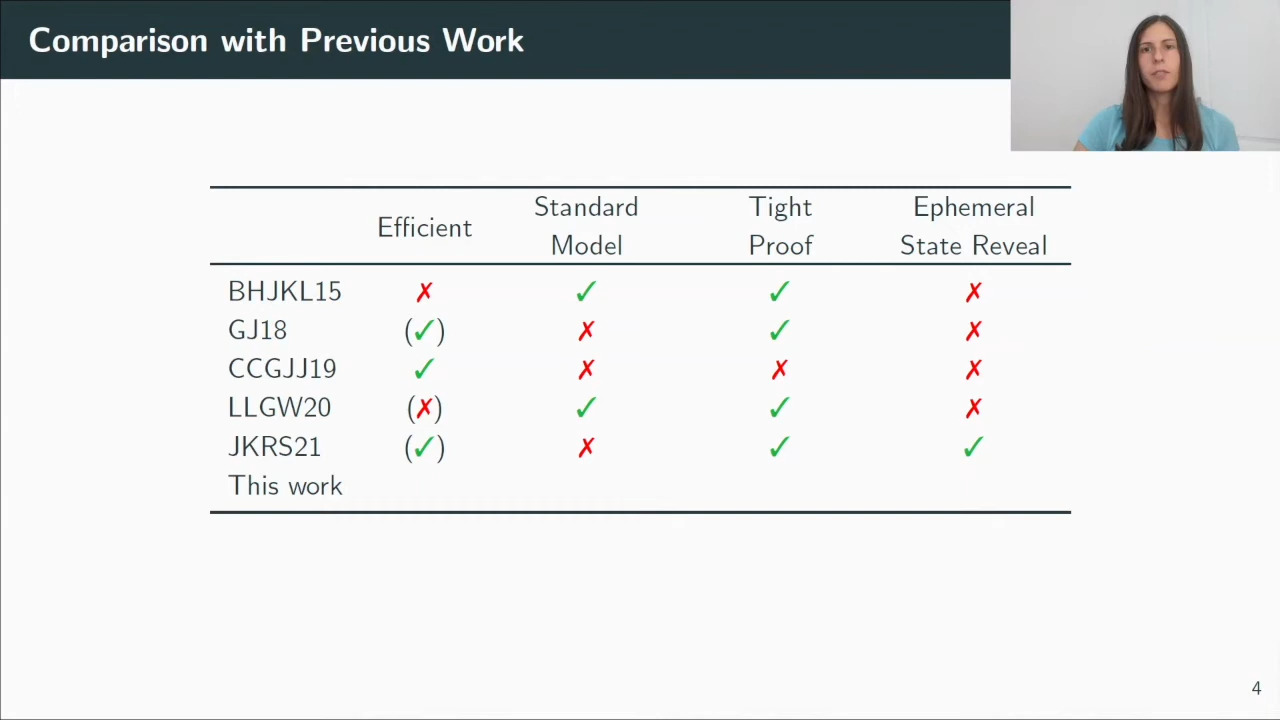 Comparison with Previous Work
Efficient Standard Model Tight Proof Ephemeral State Reveal
BHJKL15 ✗ ✓ ✓ ✗
GJ18 (✓) ✗ ✓ ✗
CCGJJ19 ✓ ✗ ✗ ✗
LLGW20 (✗) ✓ ✓ ✗
JKRS21 (✓) ✗ ✓ ✓
This work
4